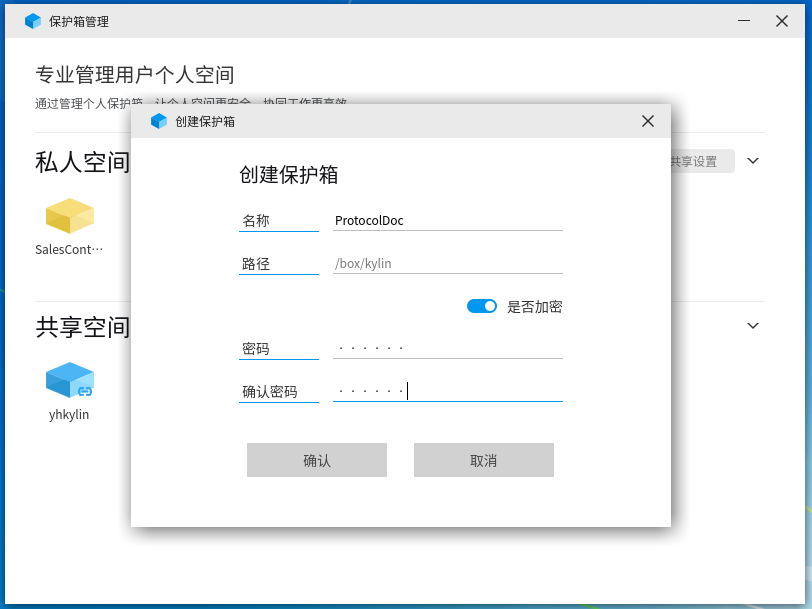 保护箱管理
专业管理用户个人空间
通过管理个人保护箱，让个人空间更安全，协同工作更高效
私人空间
共享设置
SalesCont···
共享空间
yhkylin
创建保护箱
创建保护箱
名称 ProtocolDoc
路径 /box/kylin
是否加密
密码 ······
确认密码 ······
确认 取消